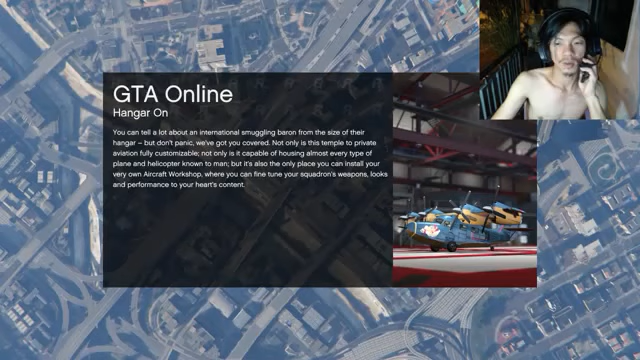 GTA Online
Hangar On
You can tell a lot about an international smuggling baron from the size of their
hangar – but don't panic, we've got you covered. Not only is this temple to private
aviation fully customizable; not only is it capable of housing almost every type of
plane and helicopter known to man; but it's also the only place you can install your
very own Aircraft Workshop, where you can fine tune your squadron's weapons, looks
and performance to your heart's content.